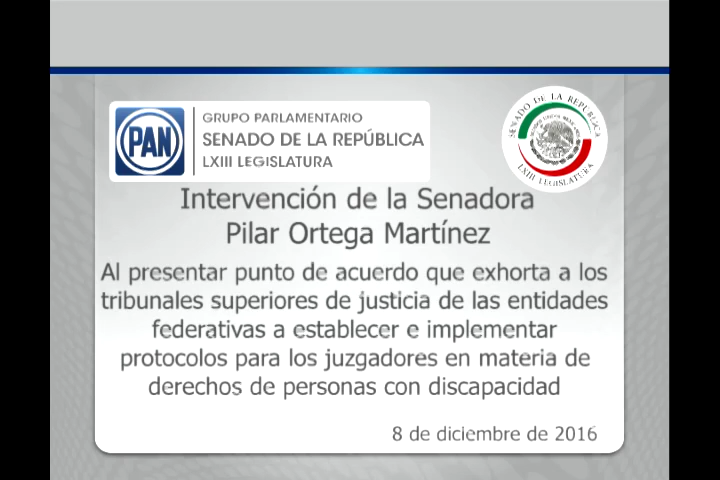 PAN
GRUPO PARLAMENTARIO
SENADO DE LA REPÚBLICA
LXIII LEGISLATURA
SENADO DE LA REPÚBLICA
LXIII LEGISLATURA
Intervención de la Senadora
Pilar Ortega Martínez
Al presentar punto de acuerdo que exhorta a los
tribunales superiores de justicia de las entidades
federativas a establecer e implementar
protocolos para los juzgadores en materia de
derechos de personas con discapacidad
8 de diciembre de 2016